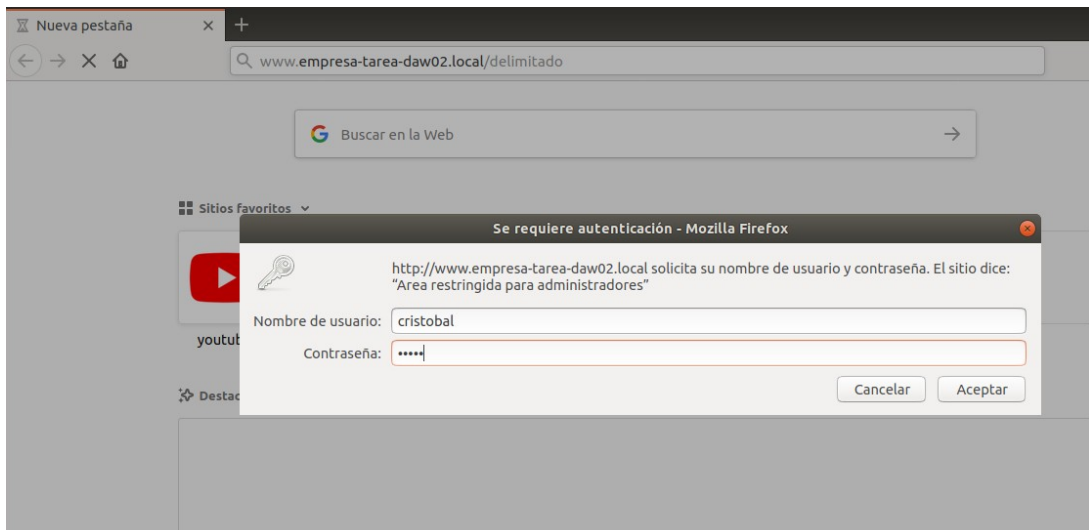 Nueva pestaña
www.empresa-tarea-daw02.local/delimitado
Buscar en la Web
Sitios favoritos
Se requiere autenticación - Mozilla Firefox
http://www.empresa-tarea-daw02.local solicita su nombre de usuario y contraseña. El sitio dice:
“Area restringida para administradores”
Nombre de usuario: cristobal
youtub
Contraseña: •••••
Cancelar Aceptar
Destac